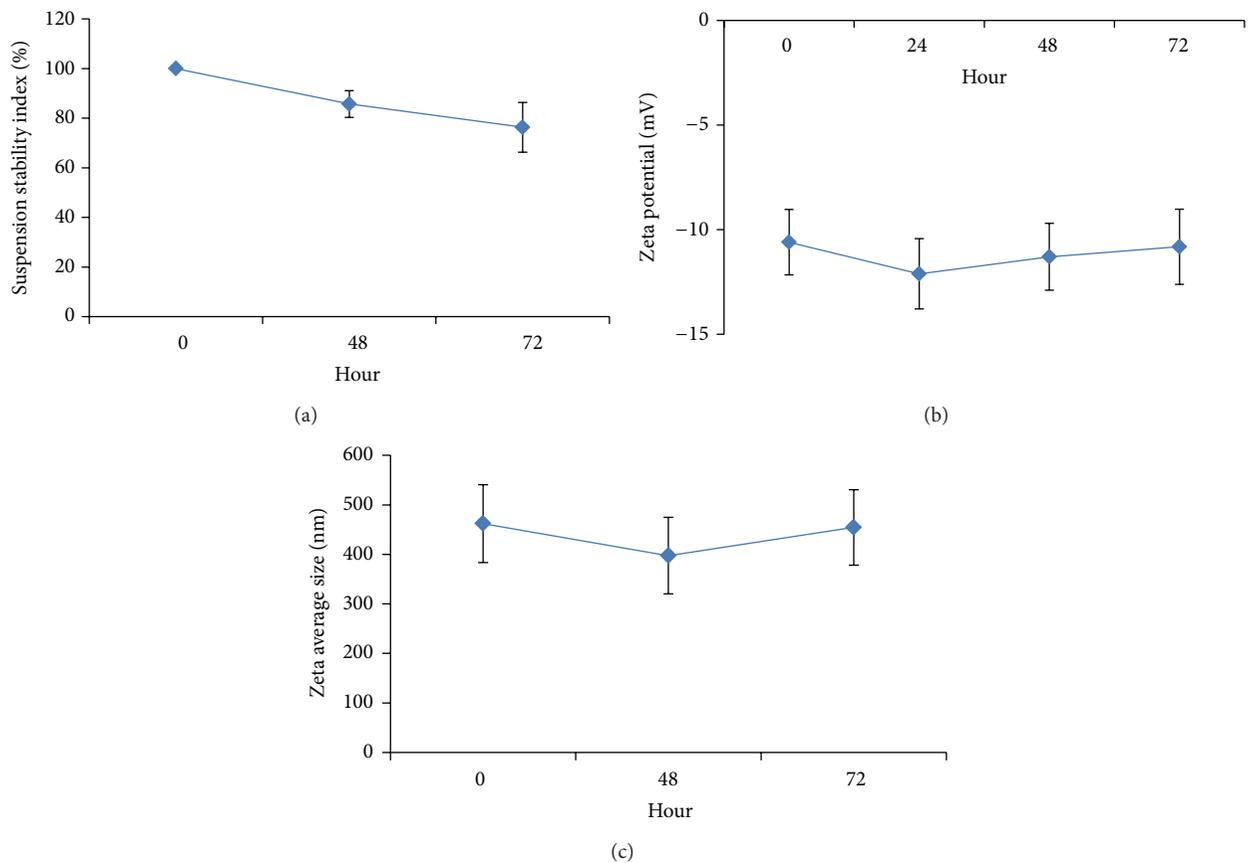 Suspension stability index (%)
120
100
80
60
40
20
0
0 48 72
Hour
(a)
Zeta potential (mV)
0
−5
−10
−15
0 24 48 72
Hour
(b)
Zeta average size (nm)
600
500
400
300
200
100
0
0 48 72
Hour
(c)